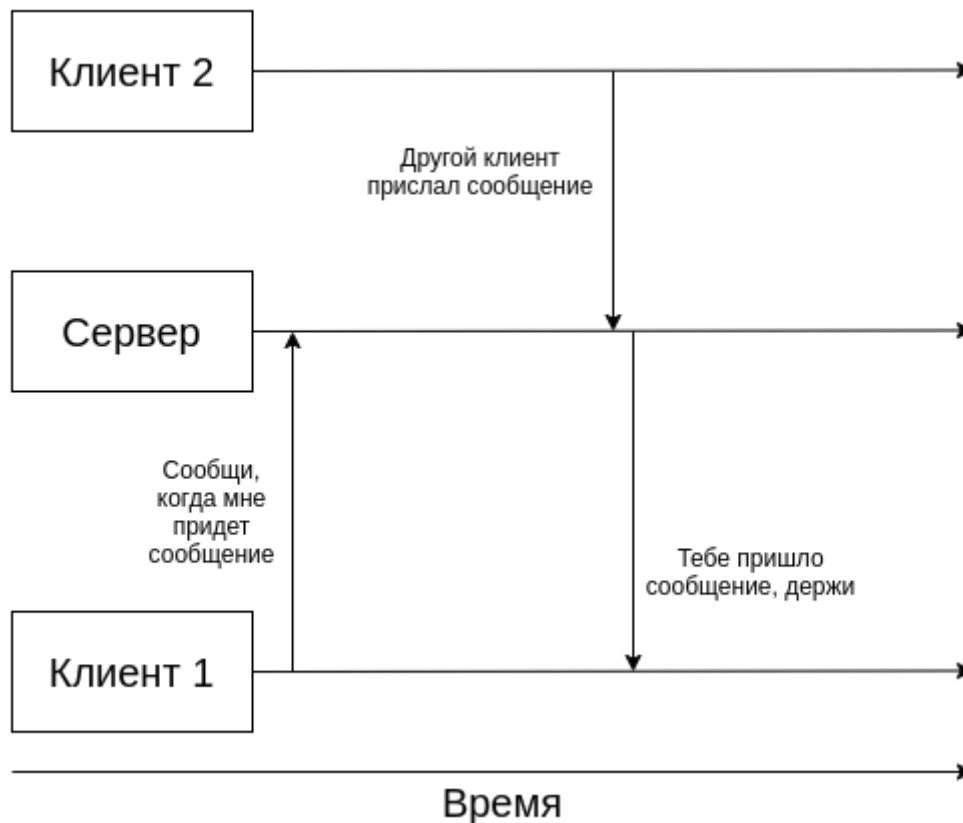 Клиент 2
Другой клиент
прислал сообщение
Сервер
Сообщи,
когда мне
придет
сообщение
Тебе пришло
сообщение, держи
Клиент 1
Время